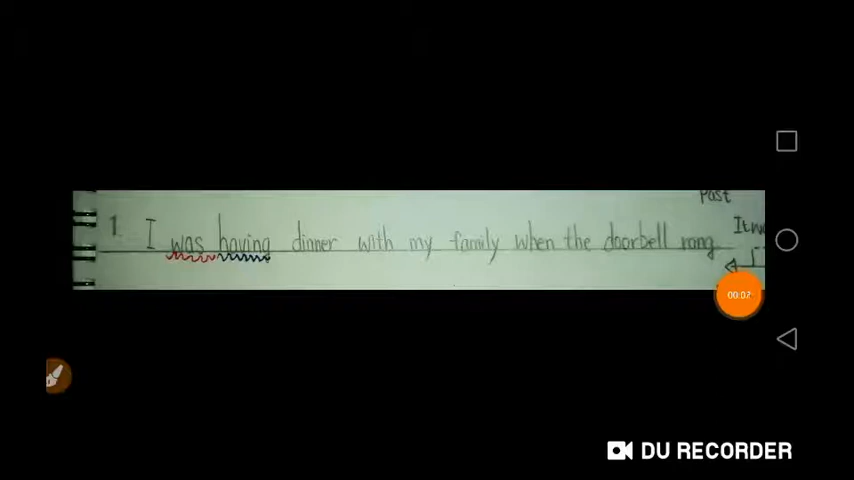 Past
1. I was having dinner with my family when the doorbell rang
00:02
DU RECORDER